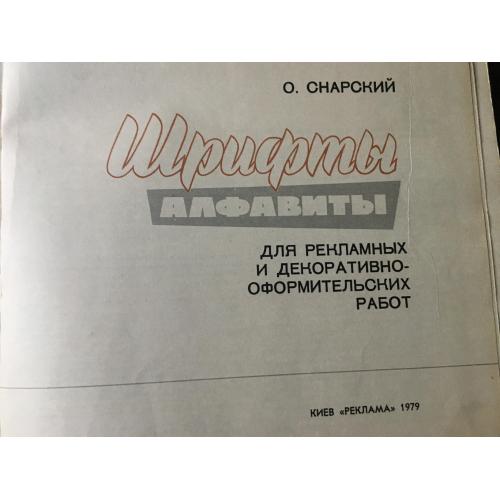 О. СНАРСКИЙ
Шрифты
АЛФАВИТЫ
ДЛЯ РЕКЛАМНЫХ
И ДЕКОРАТИВНО-
ОФОРМИТЕЛЬСКИХ
РАБОТ
КИЕВ «РЕКЛАМА» 1979